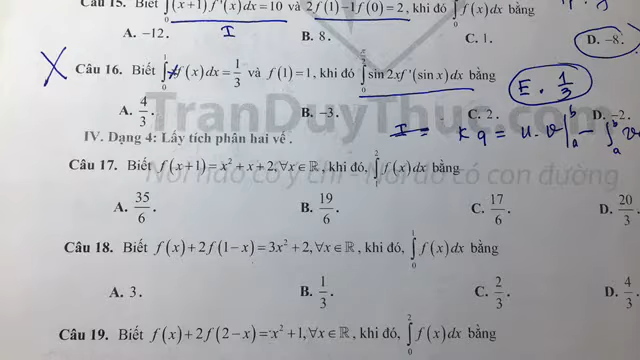 Câu 15. Biết ∫₀¹ (x+1)f'(x)dx = 10 và 2f(1) − 1f(0) = 2, khi đó ∫₀ f(x)dx bằng
I
A. −12. B. 8. C. 1. D. −8.
X Câu 16. Biết ∫₀¹ f(x)dx = 1/3 và f(1) = 1, khi đó ∫₀ sin 2xf'(sin x)dx bằng
E. 1/3
A. 4/3. B. −3. C. 2. D. −2.
TranDuyThuc.com
I = Kq = u.v|ₐᵇ − ∫ₐᵇ
IV. Dạng 4: Lấy tích phân hai vế.
Câu 17. Biết f(x+1) = x² + x + 2, ∀x ∈ ℝ, khi đó, ∫₁² f(x)dx bằng
Nơi nào có ý chí - Nơi đó có con đường
A. 35/6. B. 19/6. C. 17/6. D. 20/3
Câu 18. Biết f(x) + 2f(1−x) = 3x² + 2, ∀x ∈ ℝ, khi đó, ∫₀¹ f(x)dx bằng
A. 3. B. 1/3. C. 2/3. D. 4/3
Câu 19. Biết f(x) + 2f(2−x) = x² + 1, ∀x ∈ ℝ, khi đó, ∫₀² f(x)dx bằng